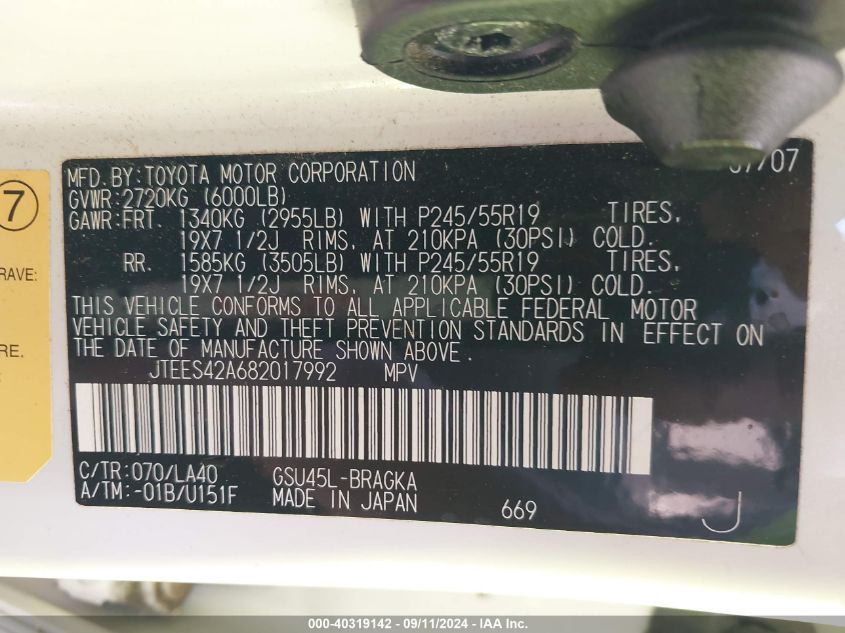 MFD. BY: TOYOTA MOTOR CORPORATION 07/07
GVWR: 2720KG (6000LB)
GAWR: FRT. 1340KG (2955LB) WITH P245/55R19 TIRES,
19X7 1/2J RIMS, AT 210KPA (30PSI) COLD.
RR. 1585KG (3505LB) WITH P245/55R19 TIRES,
19X7 1/2J RIMS, AT 210KPA (30PSI) COLD.
THIS VEHICLE CONFORMS TO ALL APPLICABLE FEDERAL MOTOR
VEHICLE SAFETY AND THEFT PREVENTION STANDARDS IN EFFECT ON
THE DATE OF MANUFACTURE SHOWN ABOVE.
JTEES42A682017992 MPV
C/TR: 070/LA40 GSU45L-BRAGKA
A/TM: -01B/U151F MADE IN JAPAN 669 J
7
RAVE:
RE.
000-40319142 - 09/11/2024 - IAA Inc.